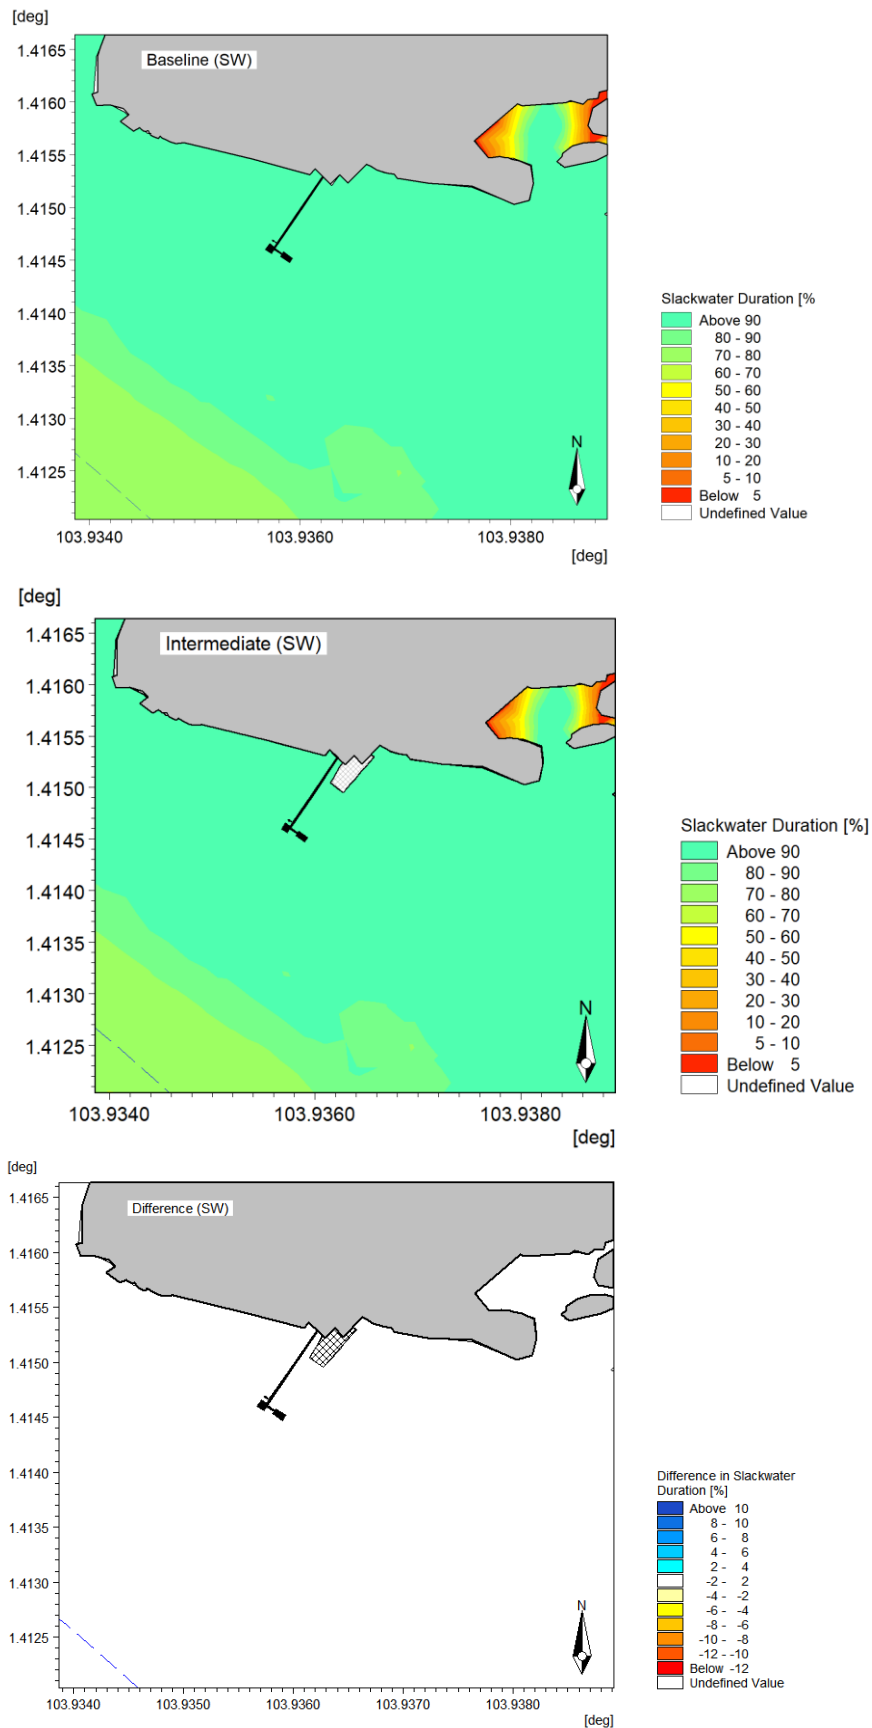 [deg]
Baseline (SW)
1.4165
1.4160
1.4155
1.4150
1.4145
1.4140
1.4135
1.4130
1.4125
N
103.9340
103.9360
103.9380
[deg]
Slackwater Duration [%
Above 90
80 - 90
70 - 80
60 - 70
50 - 60
40 - 50
30 - 40
20 - 30
10 - 20
5 - 10
Below 5
Undefined Value
[deg]
Intermediate (SW)
1.4165
1.4160
1.4155
1.4150
1.4145
1.4140
1.4135
1.4130
1.4125
N
103.9340
103.9360
103.9380
[deg]
Slackwater Duration [%]
Above 90
80 - 90
70 - 80
60 - 70
50 - 60
40 - 50
30 - 40
20 - 30
10 - 20
5 - 10
Below 5
Undefined Value
[deg]
Difference (SW)
1.4165
1.4160
1.4155
1.4150
1.4145
1.4140
1.4135
1.4130
1.4125
N
103.9340
103.9350
103.9360
103.9370
103.9380
[deg]
Difference in Slackwater
Duration [%]
Above 10
8 - 10
6 - 8
4 - 6
2 - 4
-2 - 2
-4 - -2
-6 - -4
-8 - -6
-10 - -8
-12 - -10
Below -12
Undefined Value